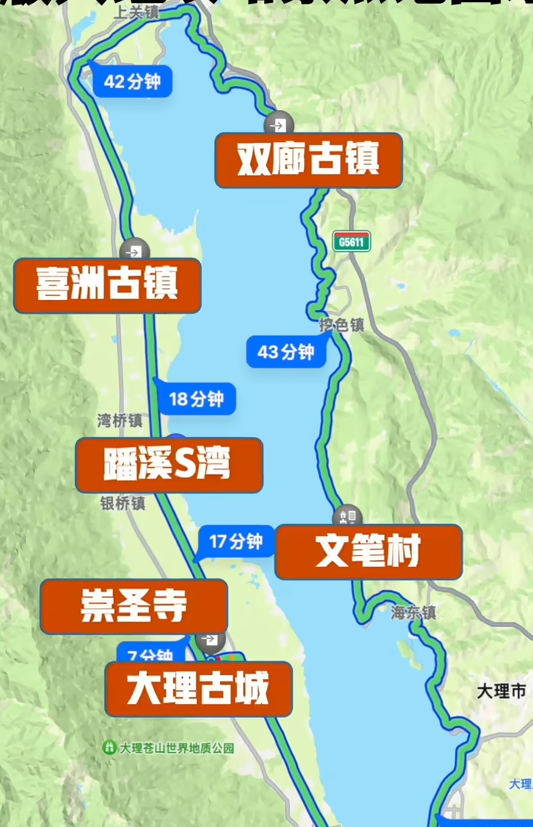 上关镇
42分钟
双廊古镇
G5611
喜洲古镇
挖色镇
43分钟
18分钟
湾桥镇
蹯溪S湾
银桥镇
17分钟
文笔村
崇圣寺
海东镇
7分钟
大理古城
大理市
大理苍山世界地质公园
大理